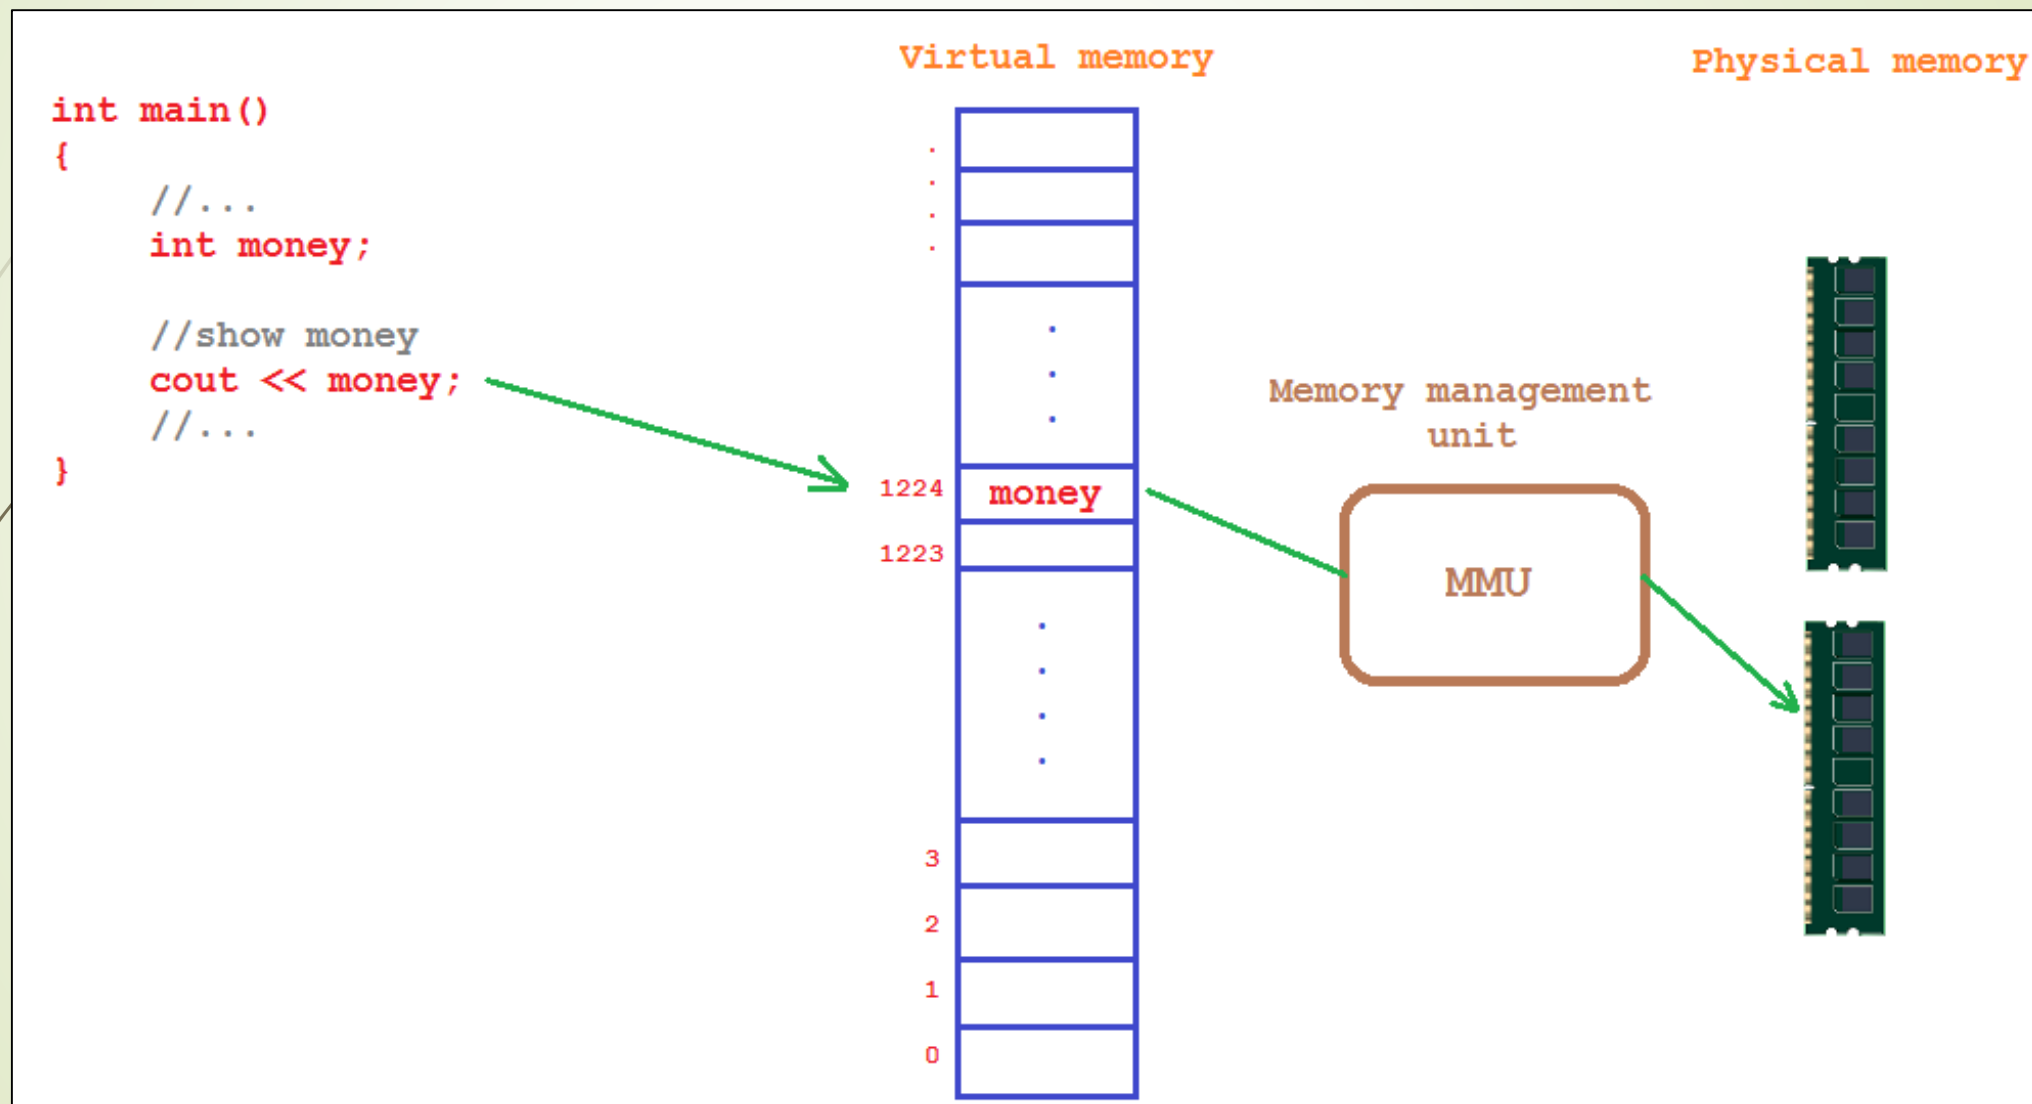 int main()
{
//...
int money;
//show money
cout << money;
//...
}
Virtual memory
.
.
.
.
.
.
.
1224
money
1223
.
.
.
.
3
2
1
0
Memory management
unit
MMU
Physical memory